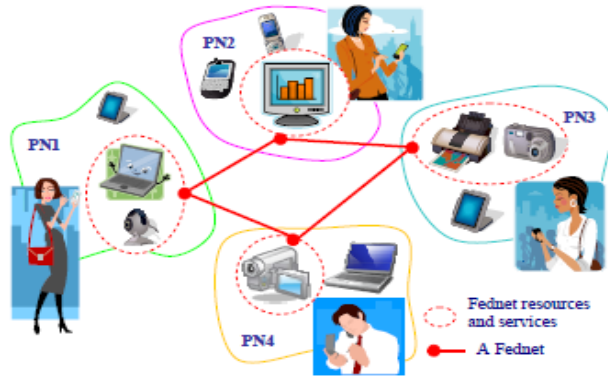 PN2
PN3
PN1
PN4
Fednet resources
and services
A Fednet